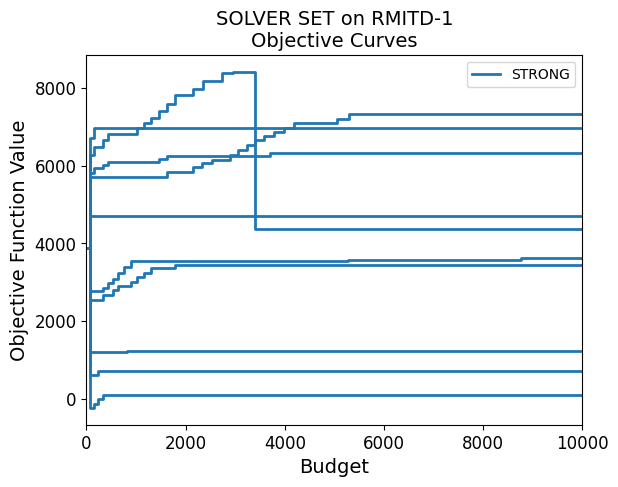 SOLVER SET on RMITD-1
Objective Curves
STRONG
Objective Function Value
8000
6000
4000
2000
0
0 2000 4000 6000 8000 10000
Budget